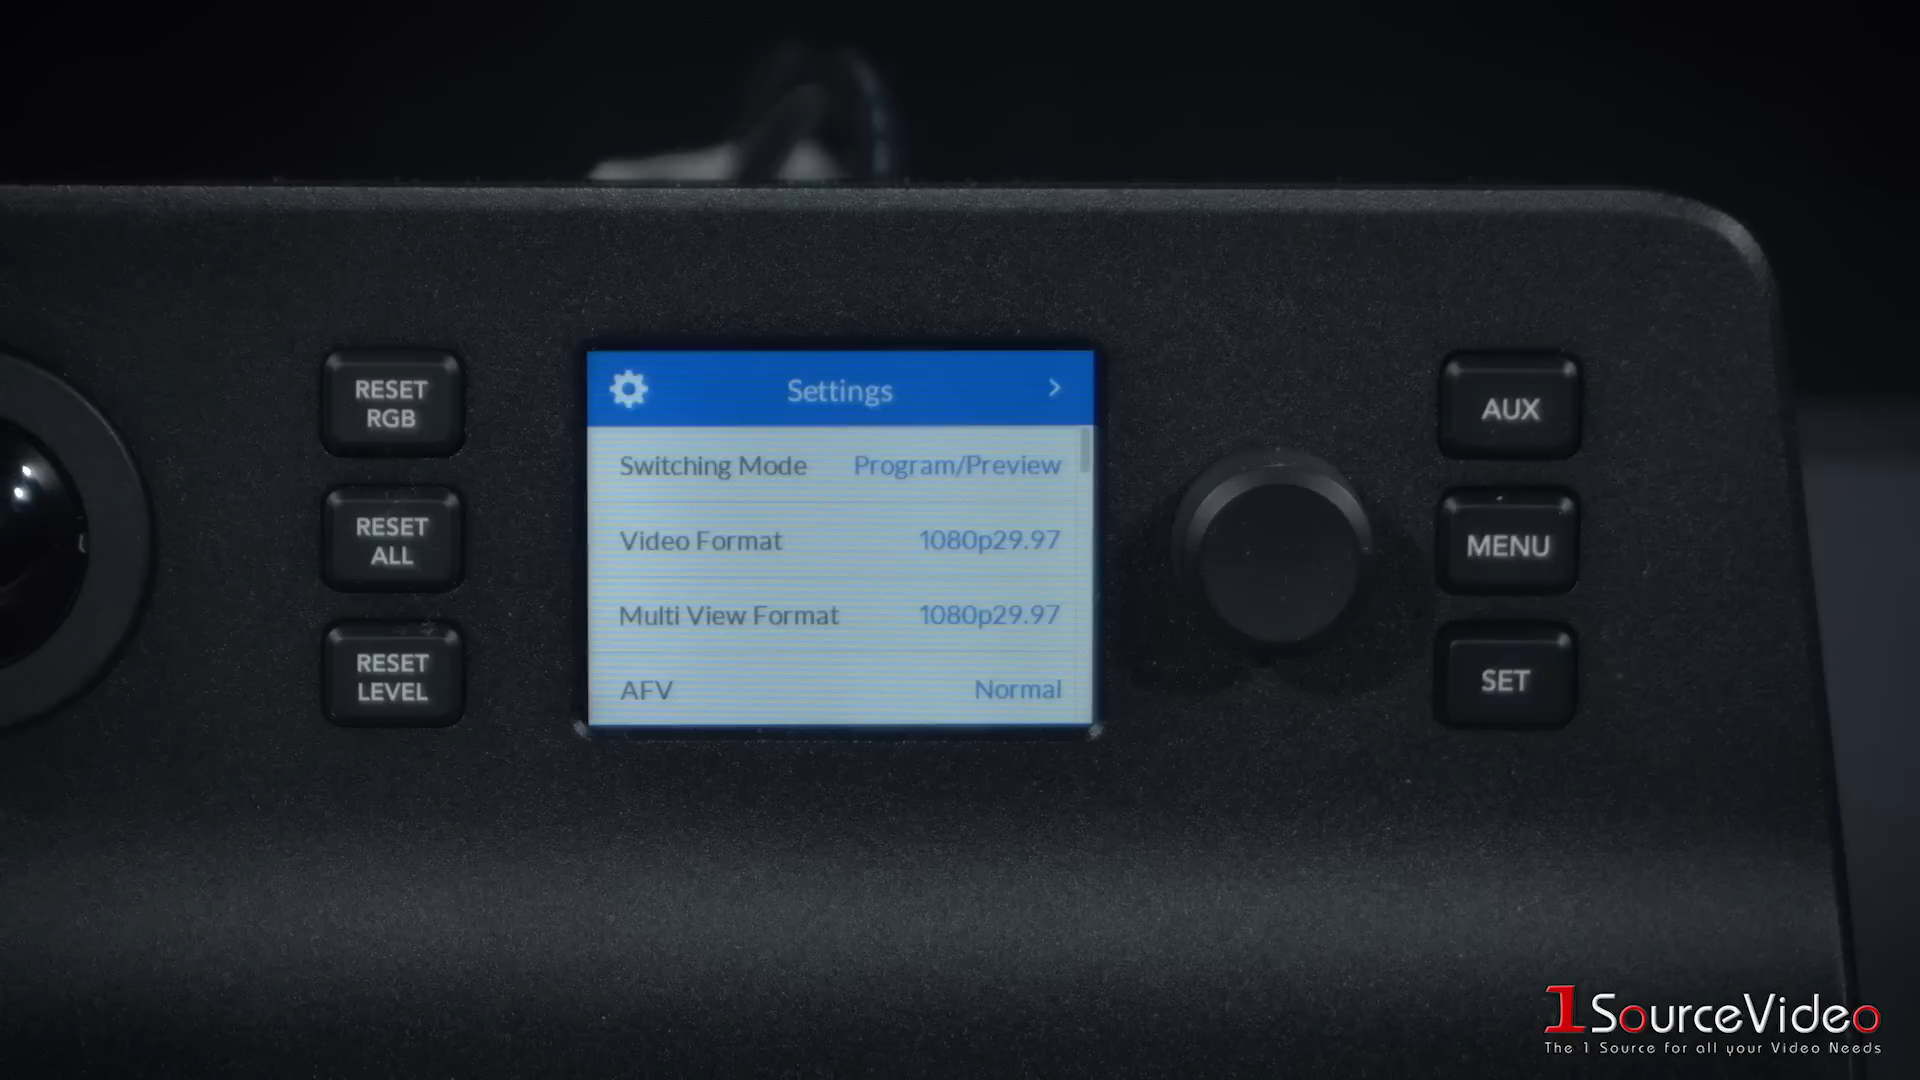 RESET
RGB
RESET
ALL
RESET
LEVEL
Settings
Switching Mode Program/Preview
Video Format 1080p29.97
Multi View Format 1080p29.97
AFV Normal
AUX
MENU
SET
1SourceVideo
The 1 Source for all your Video Needs